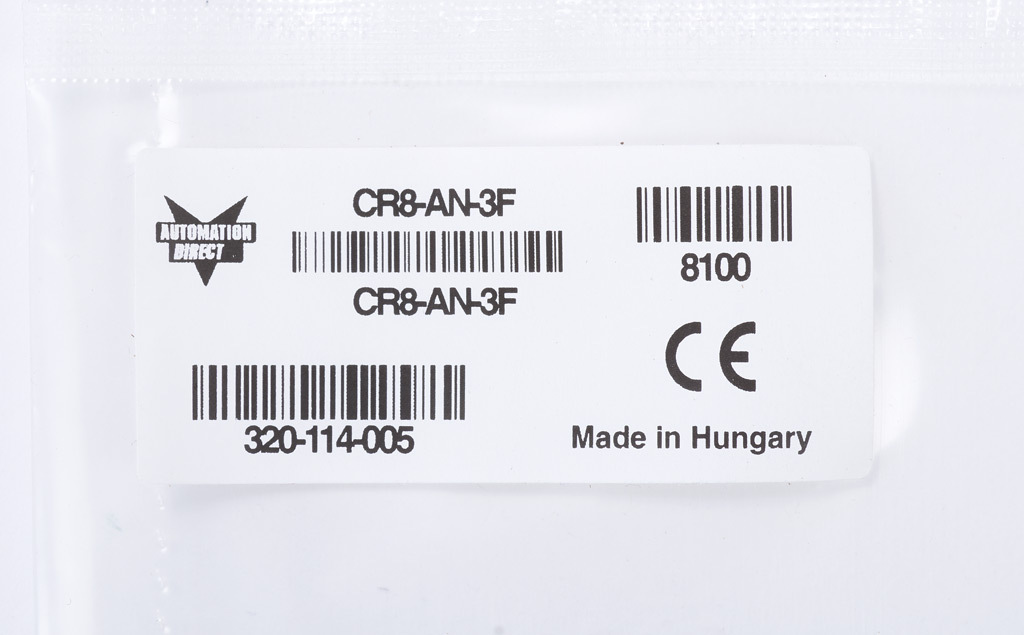 AUTOMATION
DIRECT
CR8-AN-3F
CR8-AN-3F
8100
CE
320-114-005
Made in Hungary